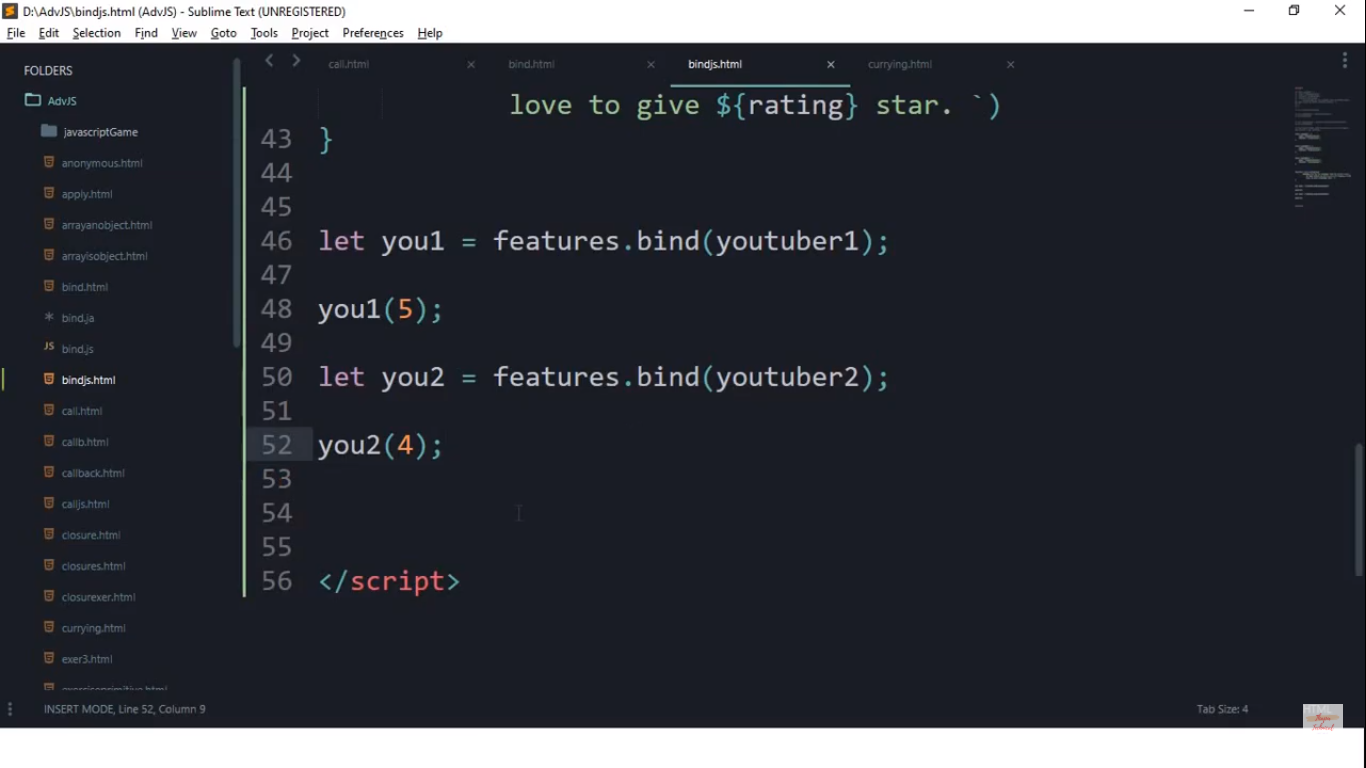 D:\AdvJS\bindjs.html (AdvJS) - Sublime Text (UNREGISTERED)
File Edit Selection Find View Goto Tools Project Preferences Help
FOLDERS
AdvJS
javascriptGame
anonymous.html
apply.html
arrayanobject.html
arrayisobject.html
bind.html
bind.ja
bind.js
bindjs.html
call.html
callb.html
callback.html
calljs.html
closure.html
closures.html
closurexer.html
currying.html
exer3.html
exerciseprimitive.html
call.html × bind.html × bindjs.html × currying.html ×
love to give ${rating} star. `)
43 }
44
45
46 let you1 = features.bind(youtuber1);
47
48 you1(5);
49
50 let you2 = features.bind(youtuber2);
51
52 you2(4);
53
54
55
56 </script>
INSERT MODE, Line 52, Column 9
Tab Size: 4
HTML